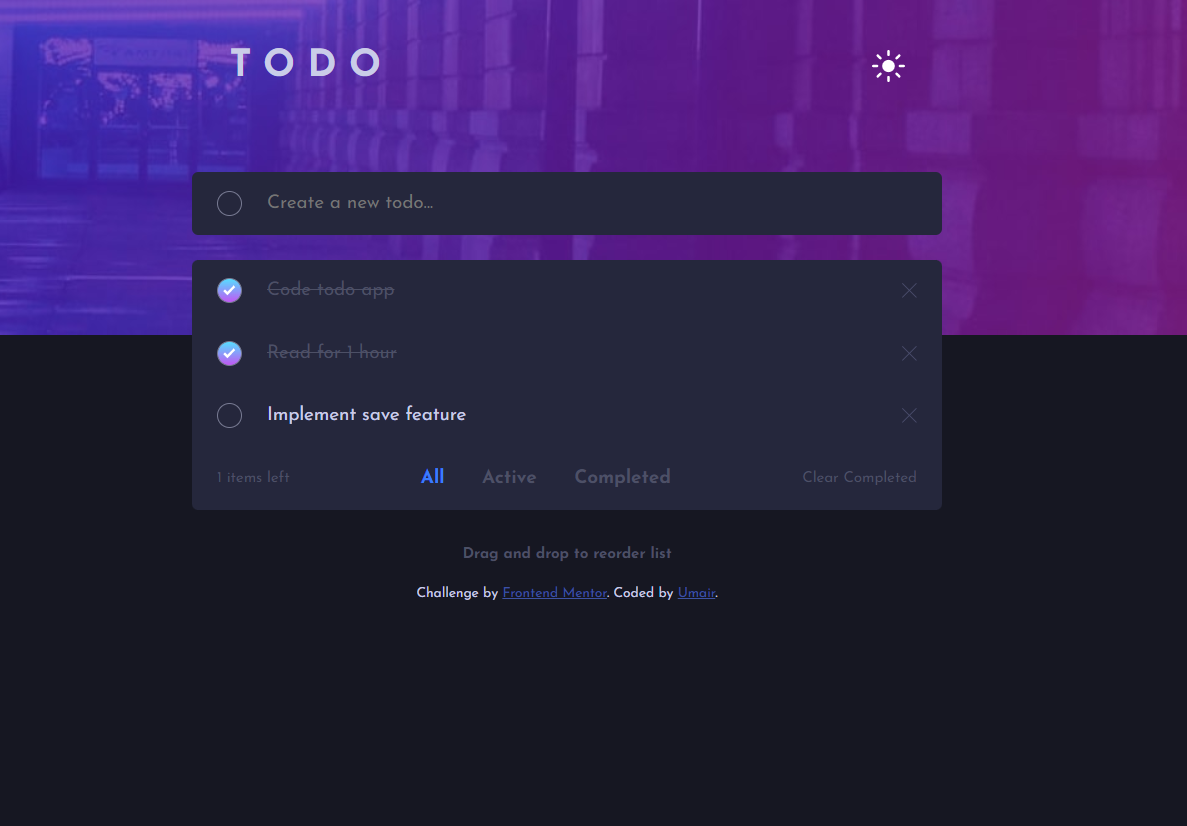 TODO
Create a new todo...
Code todo app
Read for 1 hour
Implement save feature
1 items left All Active Completed Clear Completed
Drag and drop to reorder list
Challenge by Frontend Mentor. Coded by Umair.